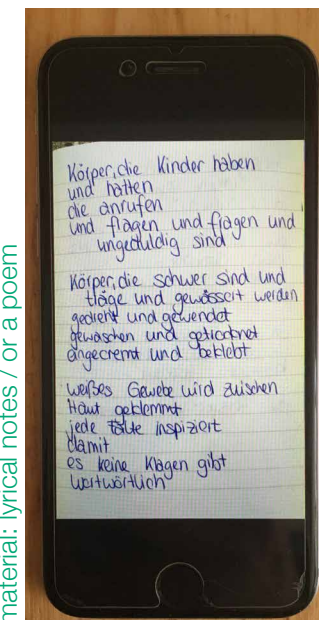 material: lyrical notes / or a poem
Körper, die Kinder haben
und hatten
die anrufen
und fragen und fragen und
ungeduldig sind
Körper, die schwer sind und
träge und gewässert werden
gedreht und gewendet
gewaschen und getrocknet
angecremt und beklebt
weißes Gewebe wird zwischen
Haut geklemmt
jede Falte inspiziert
damit
es keine Klagen gibt
wortwörtlich